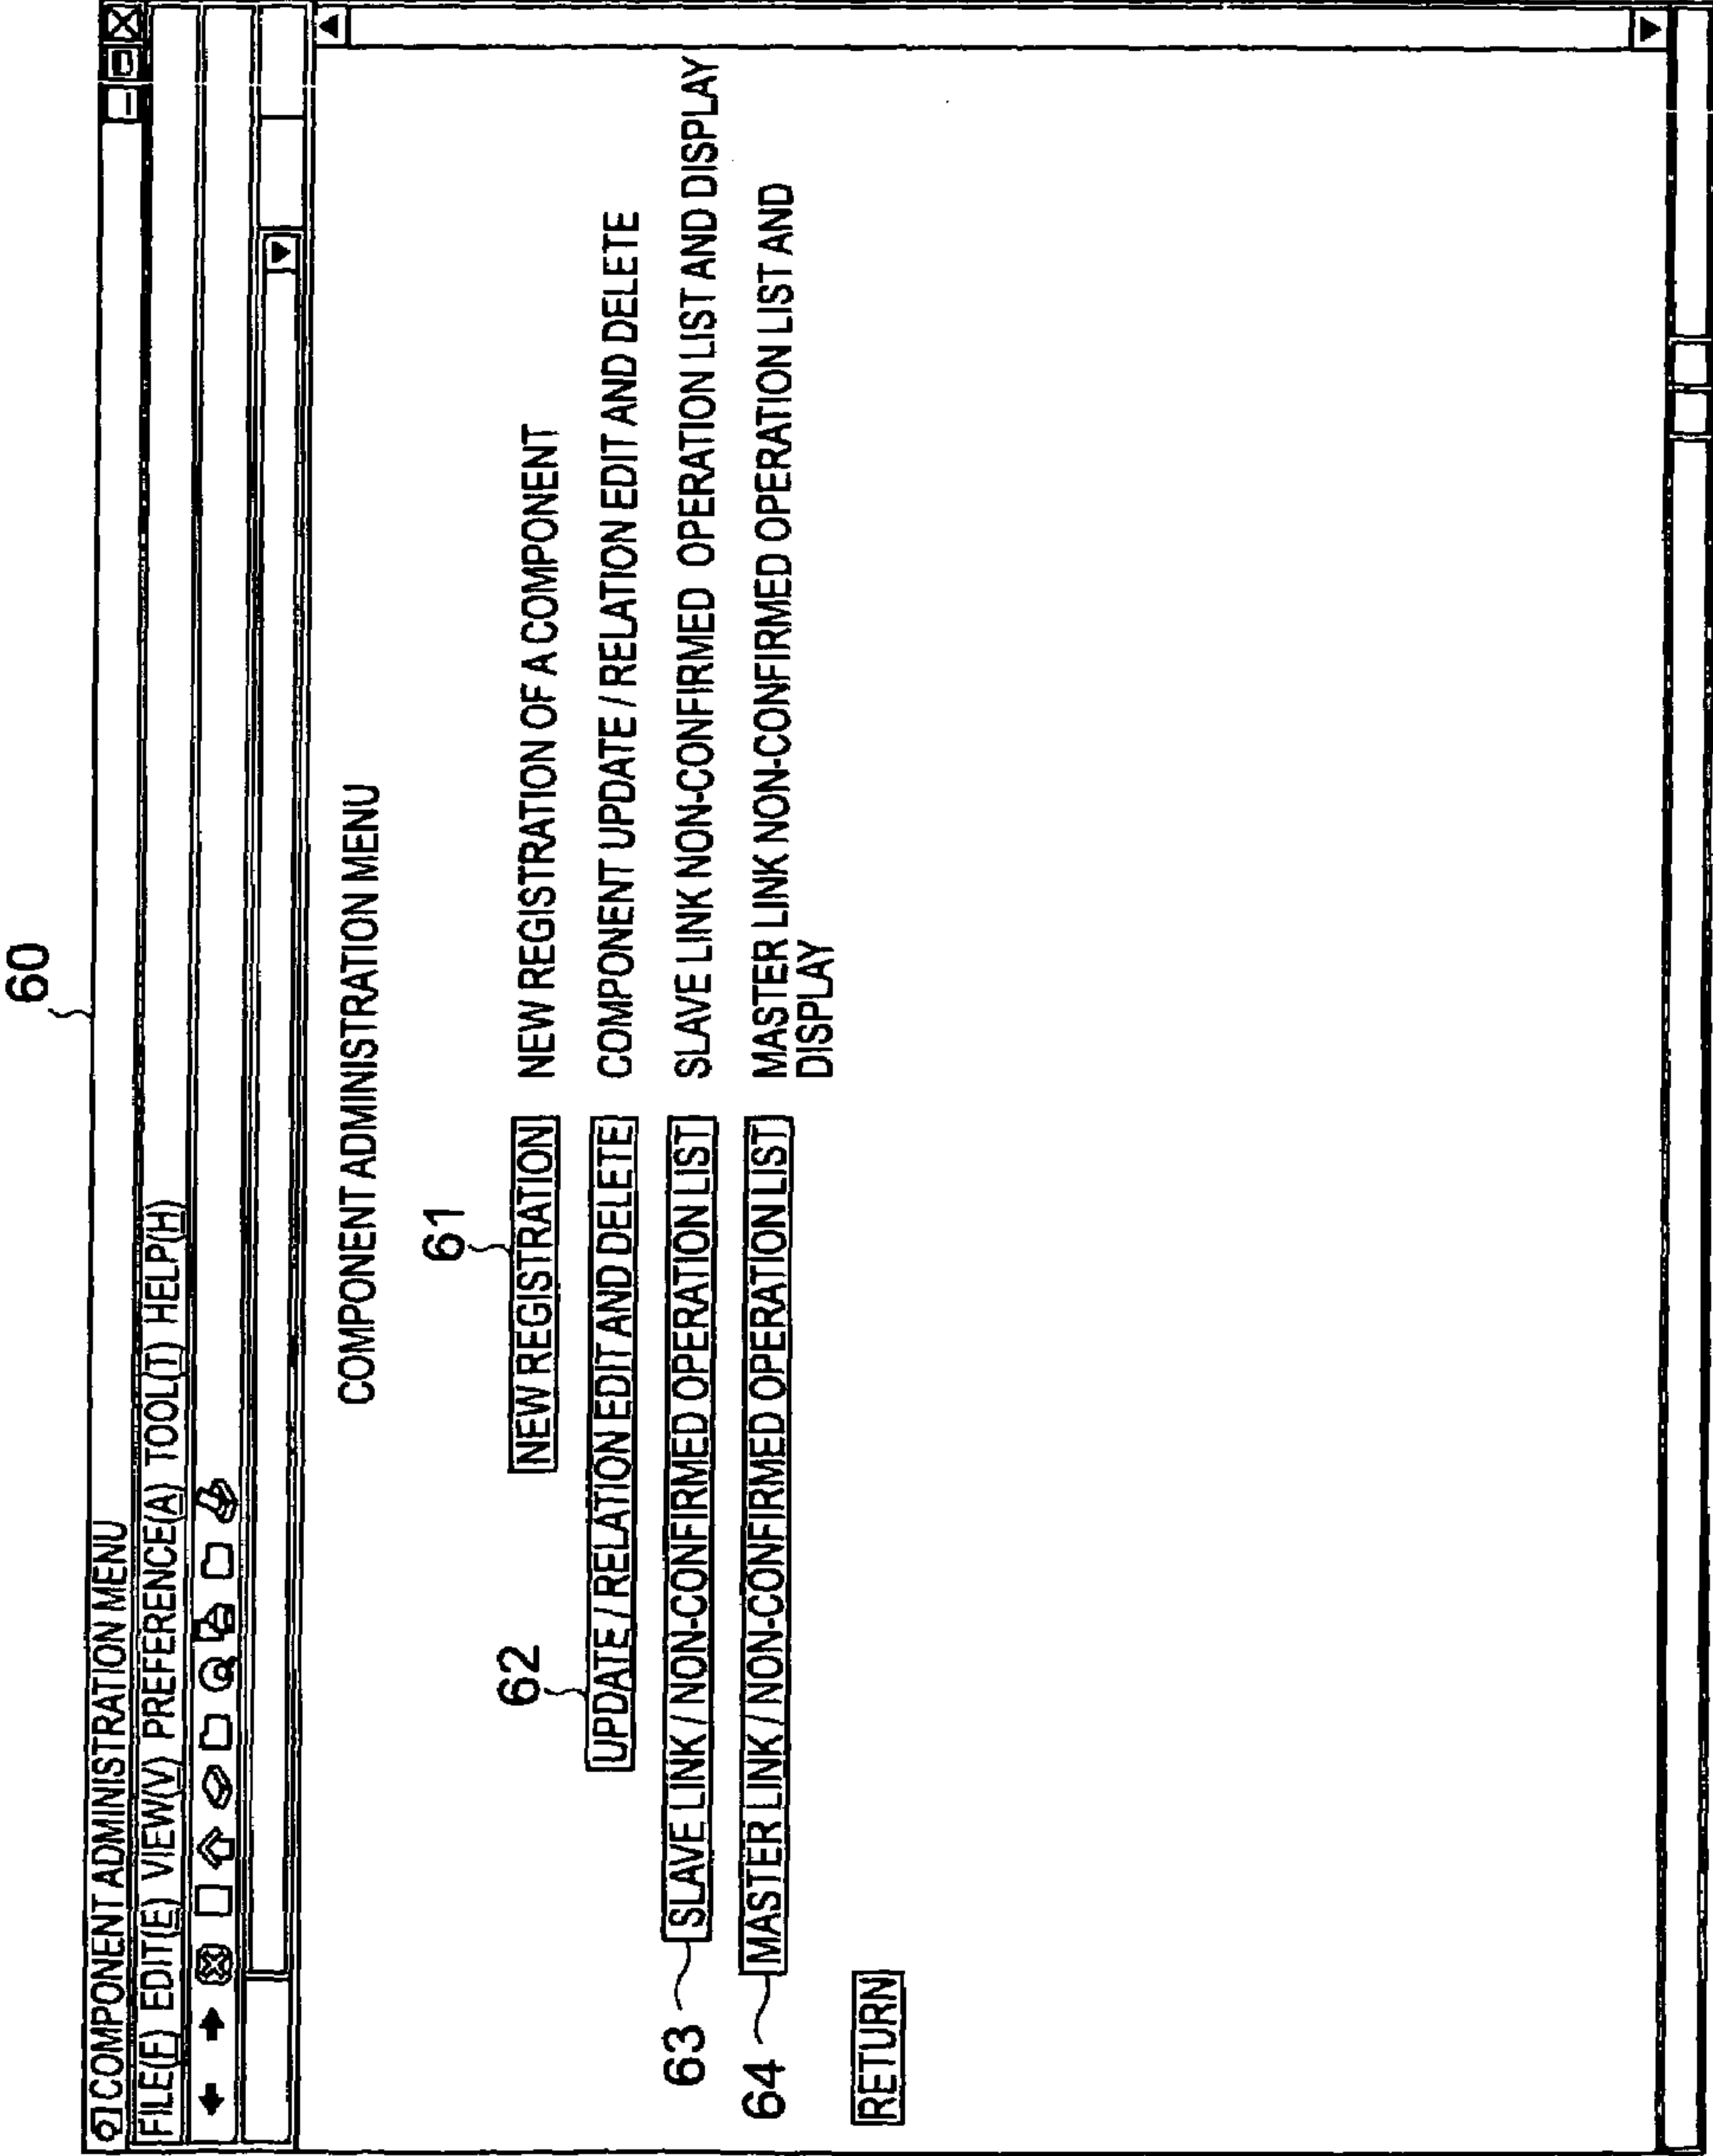 60
COMPONENT ADMINISTRATION MENU
FILE(F) EDIT(E) VIEW(V) PREFERENCE(A) TOOL(T) HELP(H)
COMPONENT ADMINISTRATION MENU
61
NEW REGISTRATION NEW REGISTRATION OF A COMPONENT
62
UPDATE / RELATION EDIT AND DELETE COMPONENT UPDATE / RELATION EDIT AND DELETE
63 SLAVE LINK / NON-CONFIRMED OPERATION LIST SLAVE LINK NON-CONFIRMED OPERATION LIST AND DISPLAY
64 MASTER LINK / NON-CONFIRMED OPERATION LIST MASTER LINK NON-CONFIRMED OPERATION LIST AND
DISPLAY
RETURN